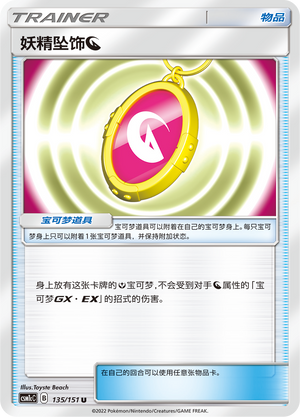 TRAINER 物品
妖精坠饰
宝可梦道具
宝可梦道具可以附着在自己的宝可梦身上。每只宝可
梦身上只可以附着1张宝可梦道具，并保持附加状态。
身上放有这张卡牌的宝可梦，不会受到对手属性的【宝
可梦GX・EX】的招式的伤害。
Illus.Toyste Beach
在自己的回合可以使用任意张物品卡。
B 135/151 U
©2022 Pokémon/Nintendo/Creatures/GAME FREAK.